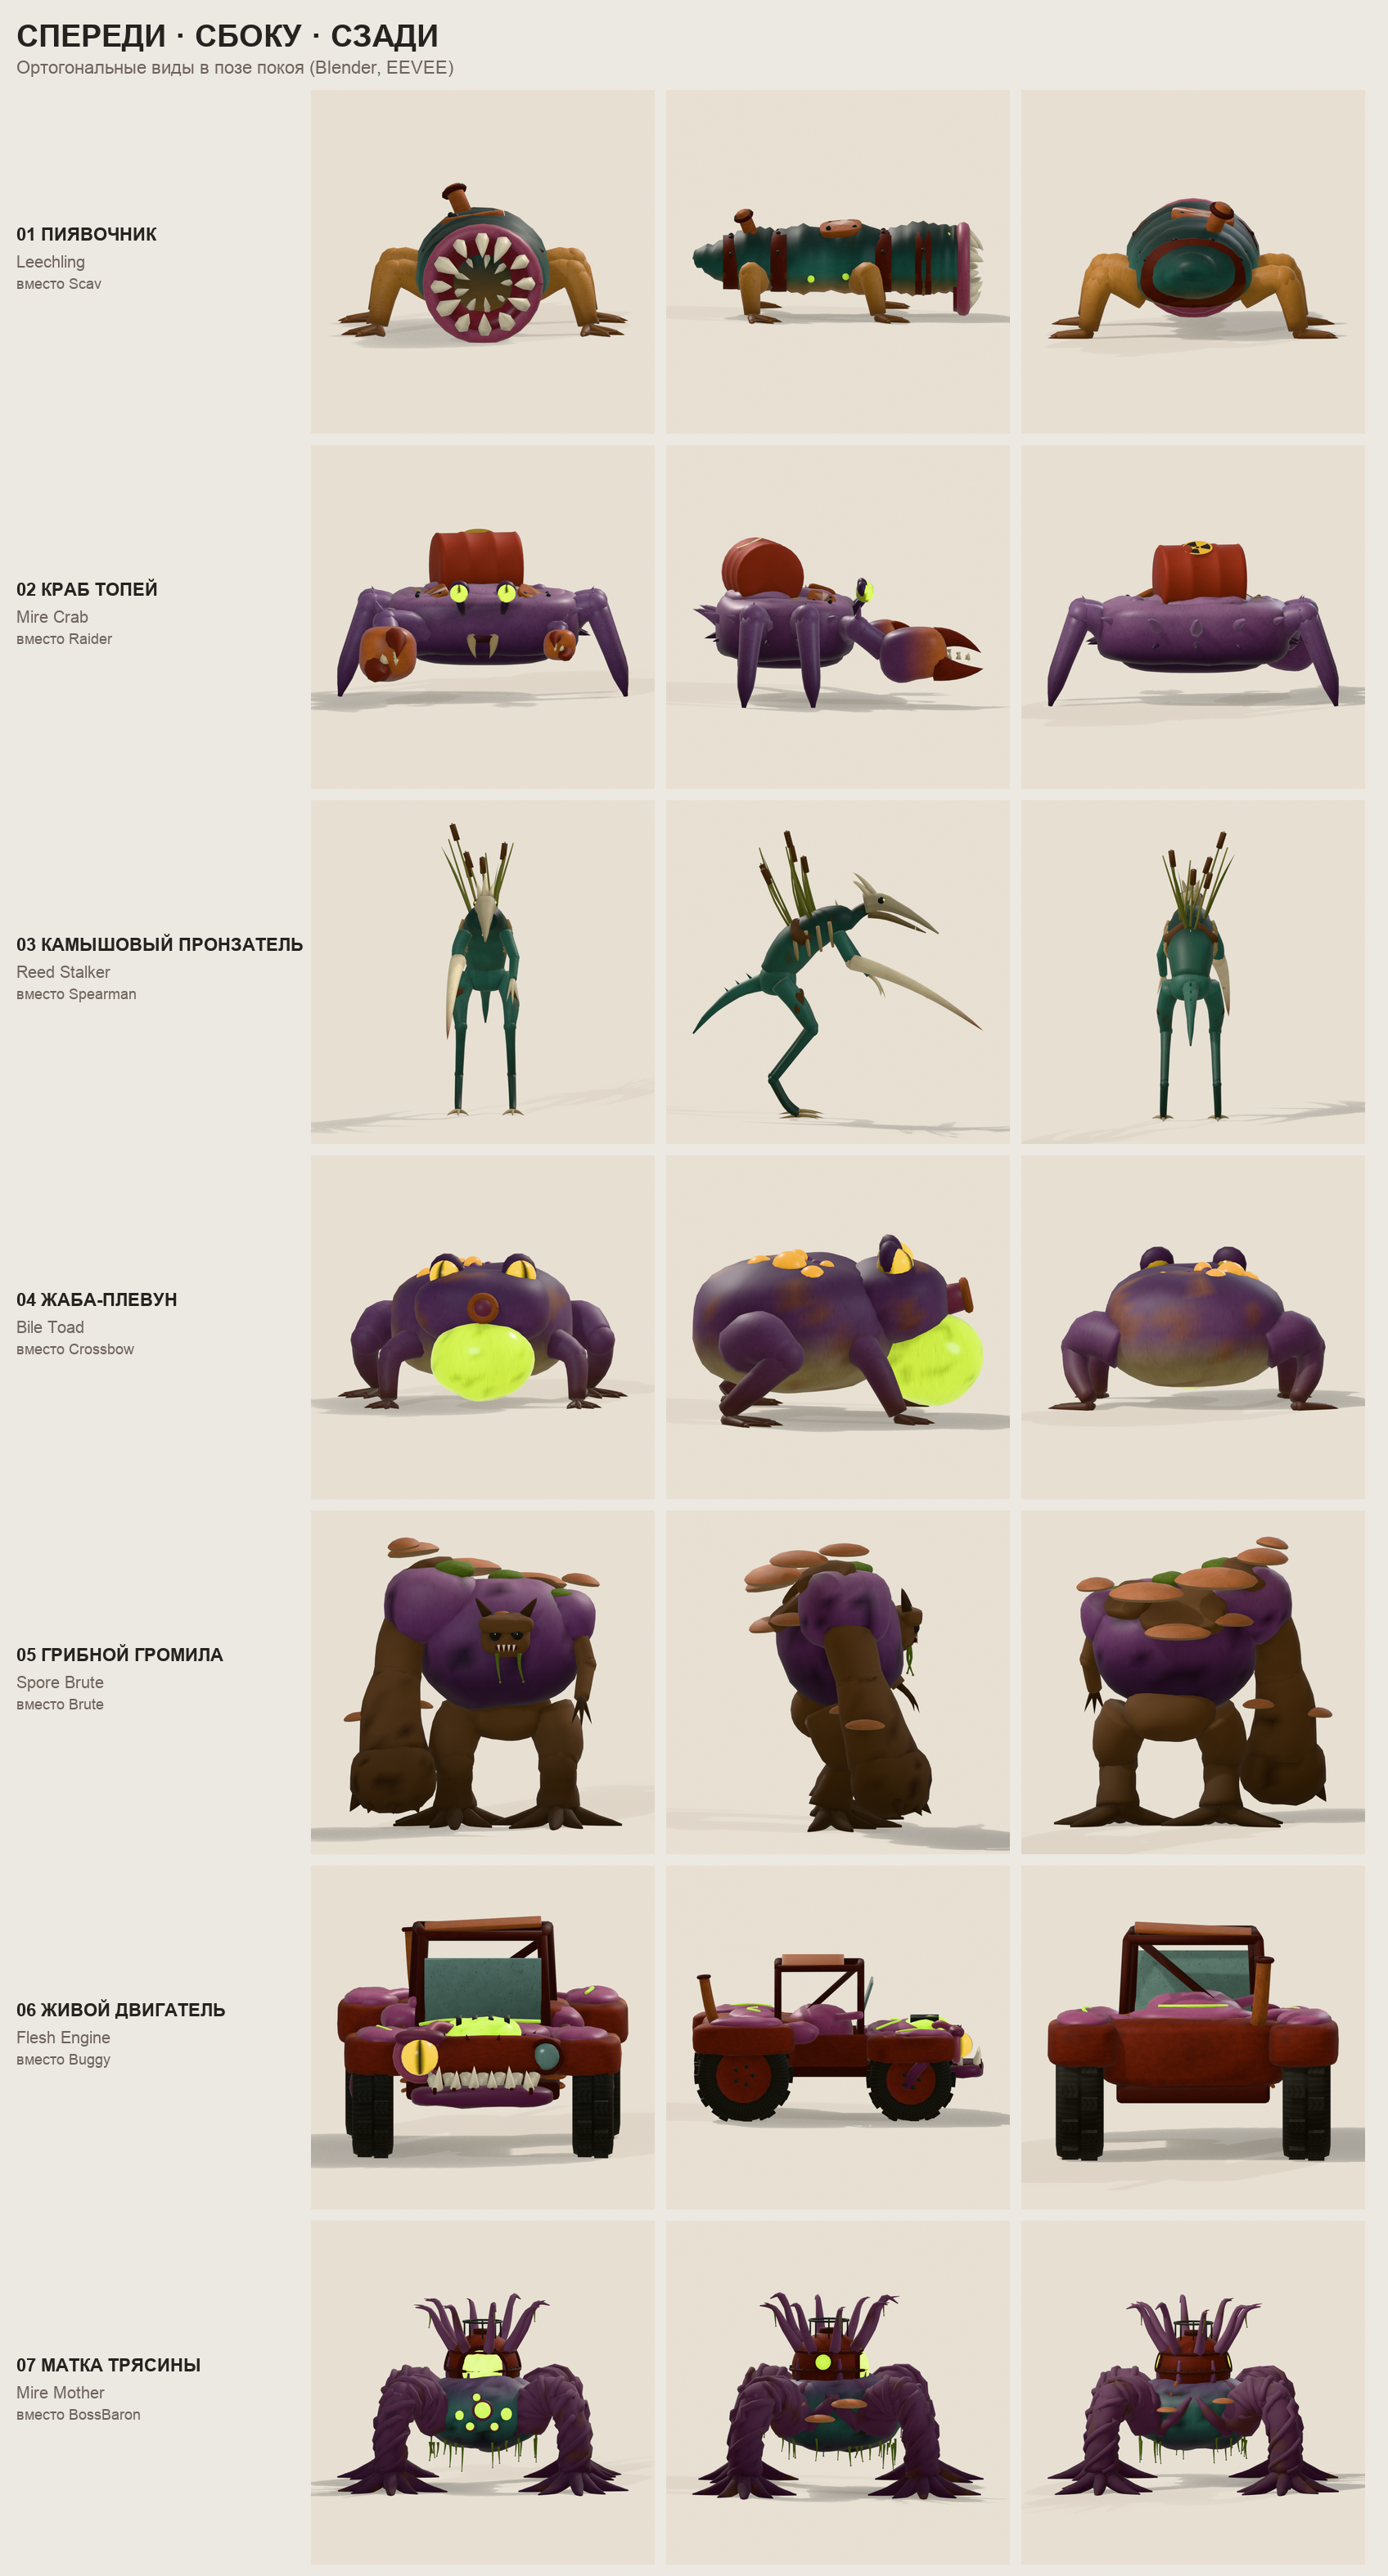 СПЕРЕДИ · СБОКУ · СЗАДИ
Ортогональные виды в позе покоя (Blender, EEVEE)
01 ПИЯВОЧНИК
Leechling
вместо Scav
02 КРАБ ТОПЕЙ
Mire Crab
вместо Raider
03 КАМЫШОВЫЙ ПРОНЗАТЕЛЬ
Reed Stalker
вместо Spearman
04 ЖАБА-ПЛЕВУН
Bile Toad
вместо Crossbow
05 ГРИБНОЙ ГРОМИЛА
Spore Brute
вместо Brute
06 ЖИВОЙ ДВИГАТЕЛЬ
Flesh Engine
вместо Buggy
07 МАТКА ТРЯСИНЫ
Mire Mother
вместо BossBaron